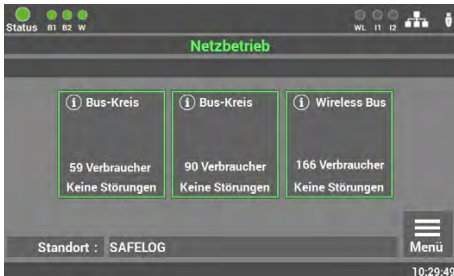 Status B1 B2 W WL I1 I2
Netzbetrieb
i Bus-Kreis
59 Verbraucher
Keine Störungen
i Bus-Kreis
90 Verbraucher
Keine Störungen
i Wireless Bus
166 Verbraucher
Keine Störungen
Standort : SAFELOG
Menü
10:29:49